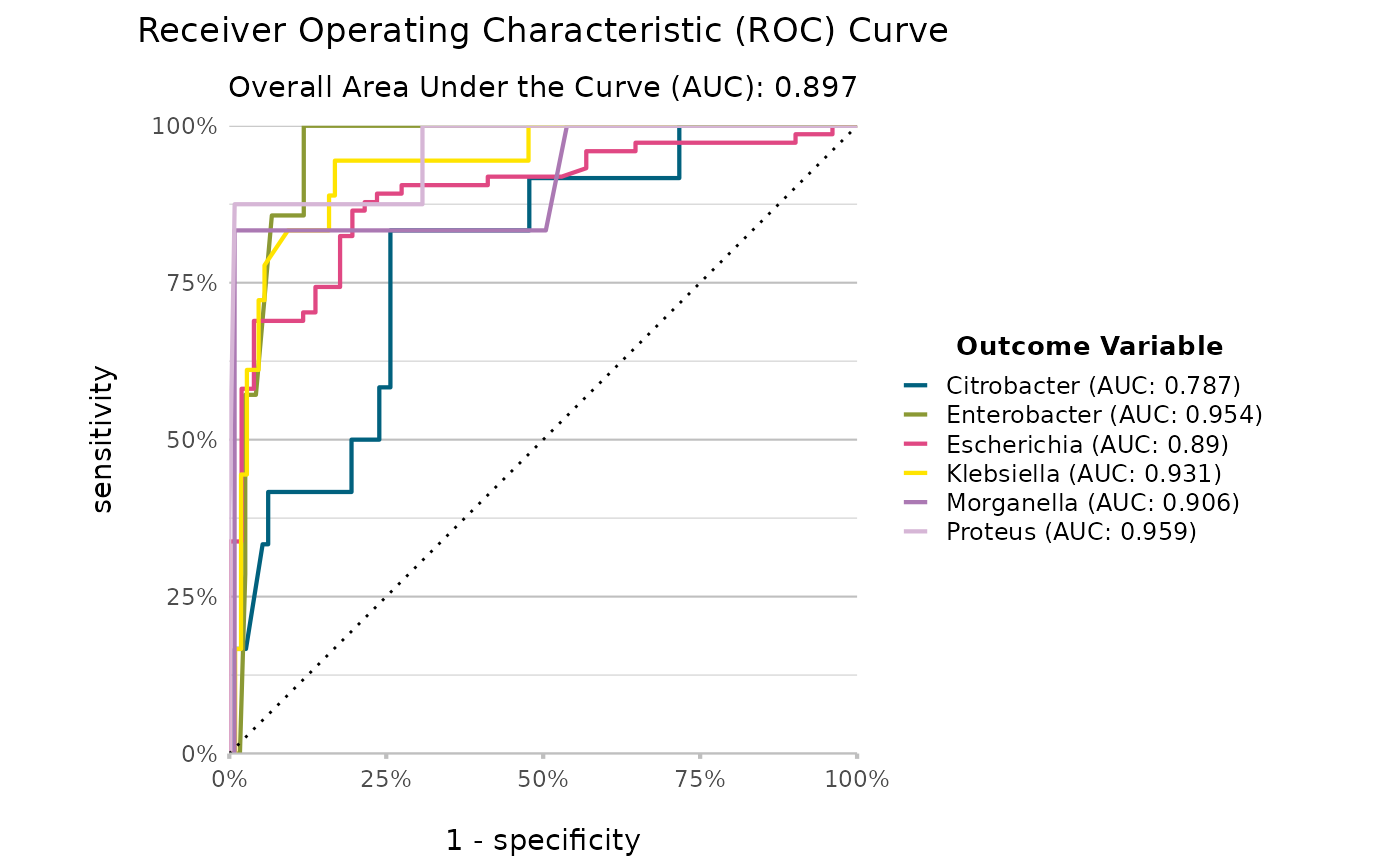 Receiver Operating Characteristic (ROC) Curve
Overall Area Under the Curve (AUC): 0.897
100%
75%
50%
25%
0%
sensitivity
0% 25% 50% 75% 100%
1 - specificity
Outcome Variable
Citrobacter (AUC: 0.787)
Enterobacter (AUC: 0.954)
Escherichia (AUC: 0.89)
Klebsiella (AUC: 0.931)
Morganella (AUC: 0.906)
Proteus (AUC: 0.959)